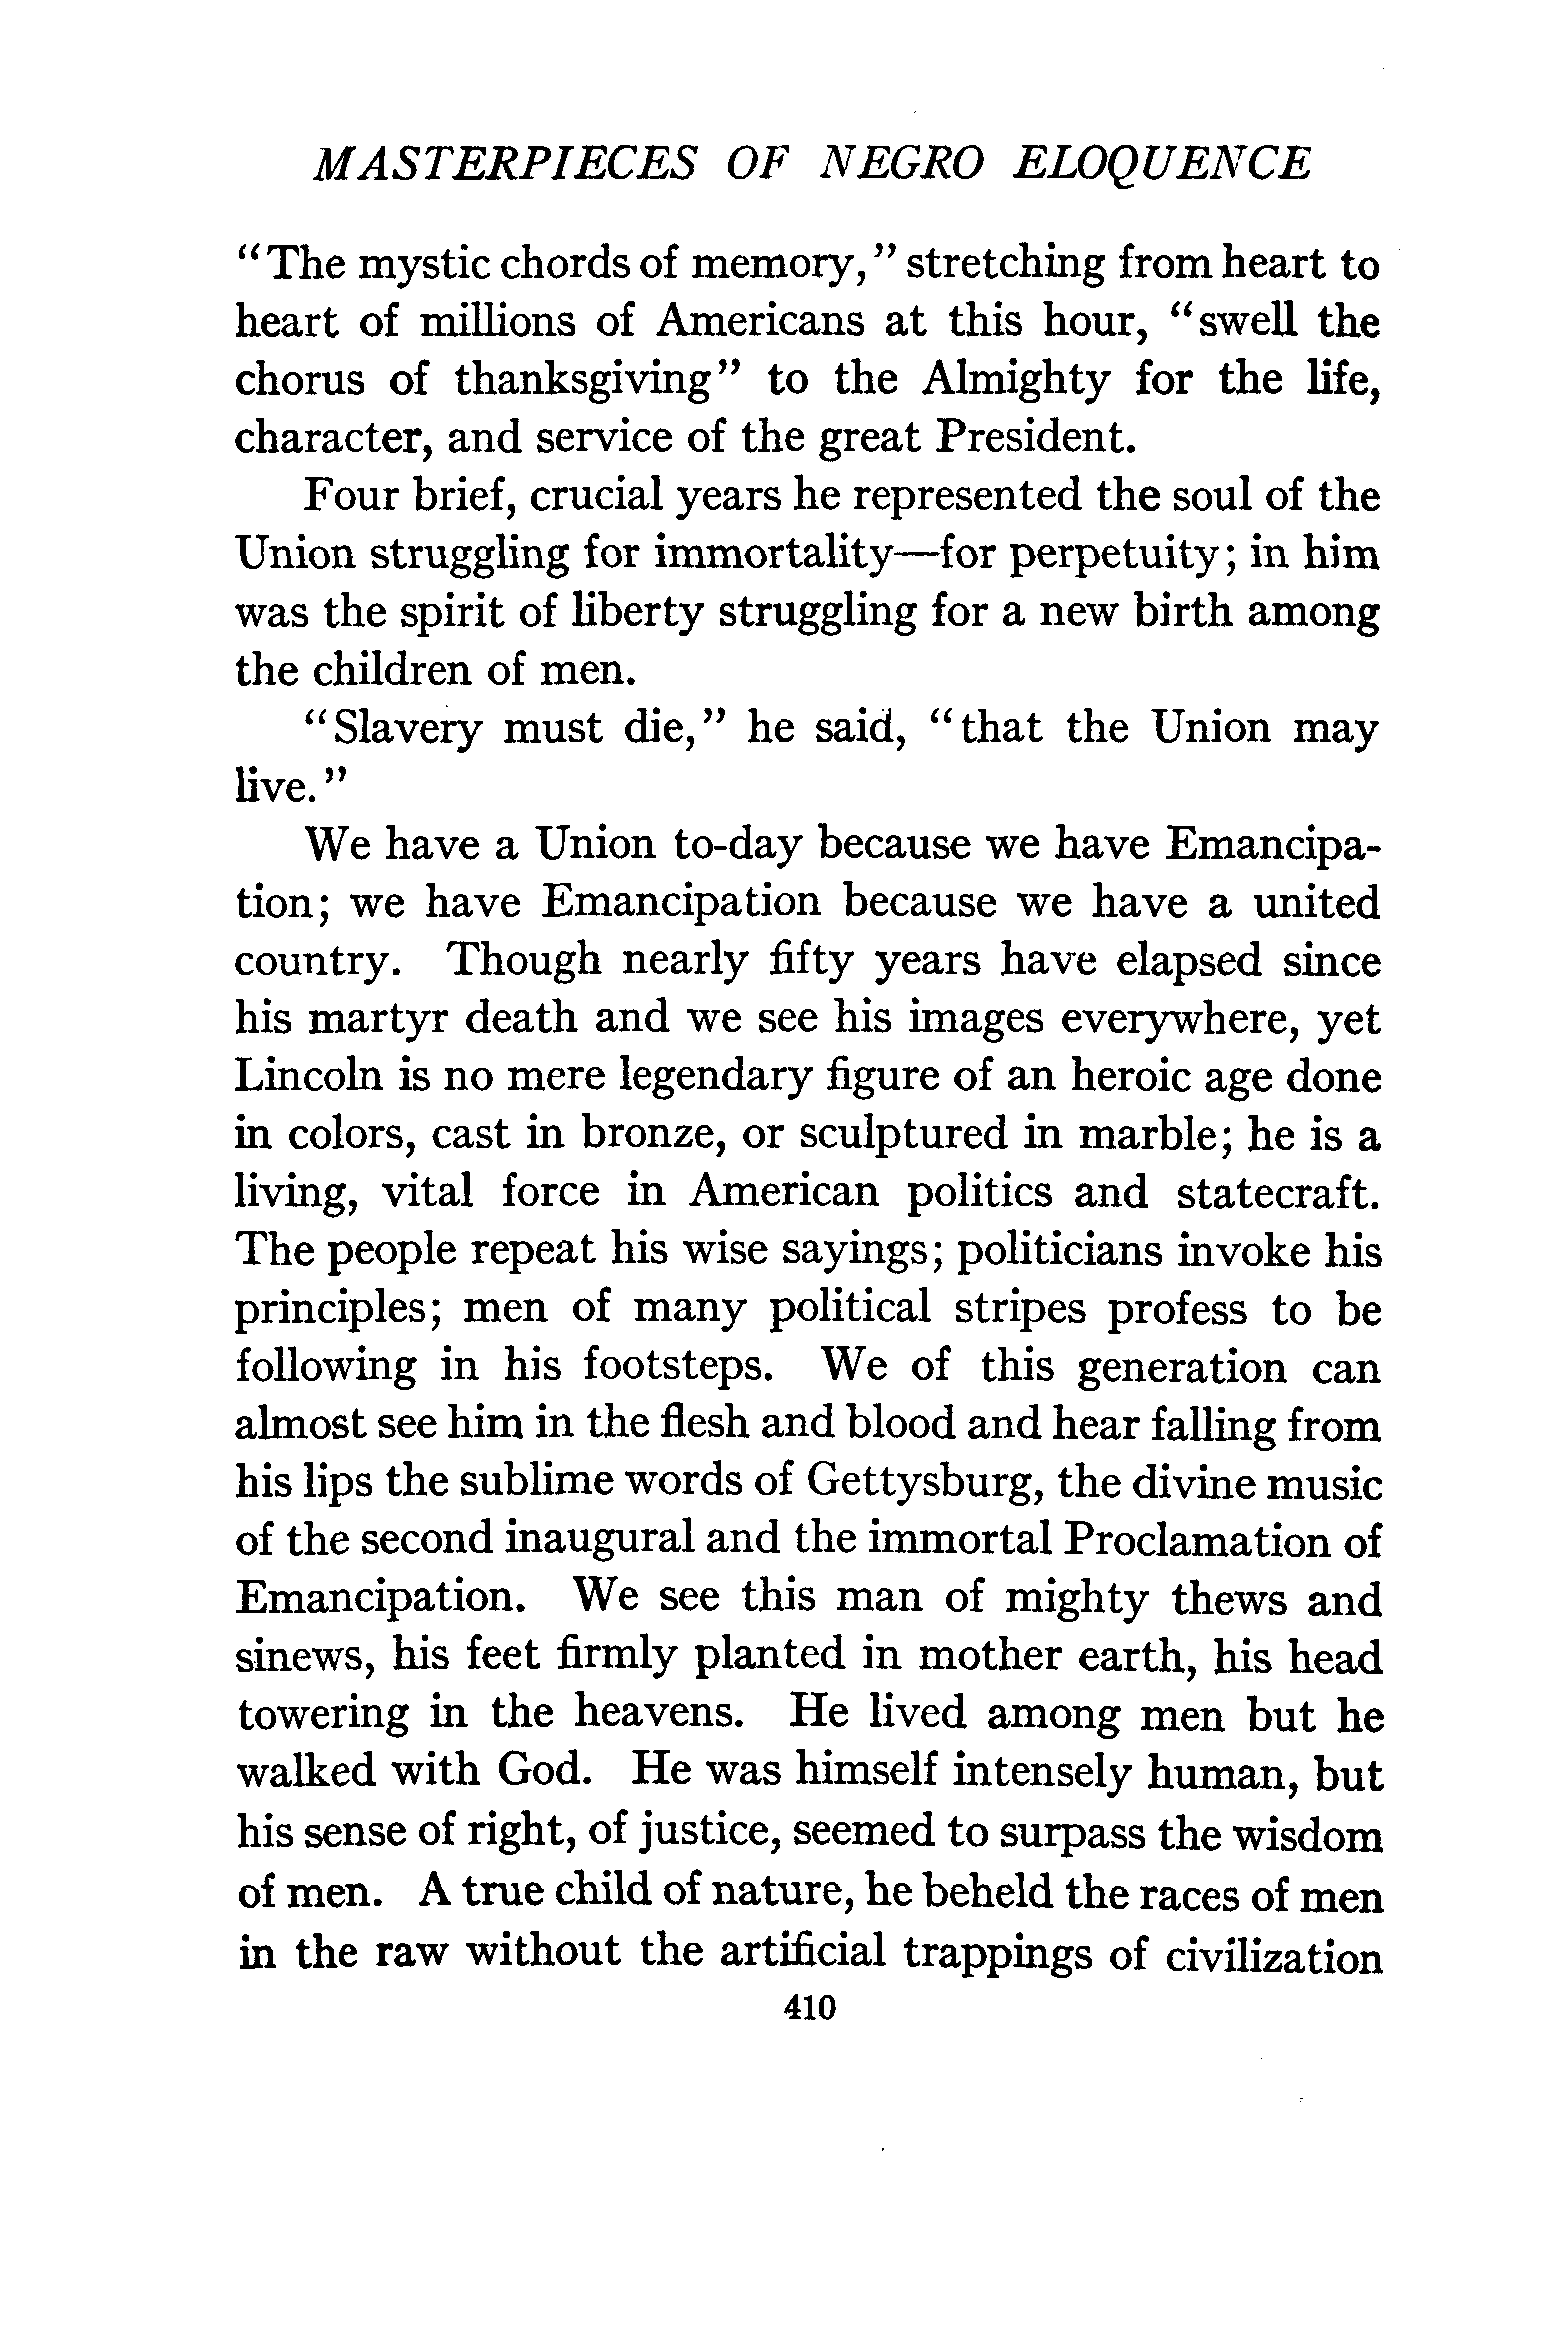 MASTERPIECES OF NEGRO ELOQUENCE
“The mystic chords of memory,” stretching from heart to
heart of millions of Americans at this hour, “swell the
chorus of thanksgiving” to the Almighty for the life,
character, and service of the great President.
Four brief, crucial years he represented the soul of the
Union struggling for immortality—for perpetuity; in him
was the spirit of liberty struggling for a new birth among
the children of men.
“Slavery must die,” he said, “that the Union may
live.”
We have a Union to-day because we have Emancipa-
tion; we have Emancipation because we have a united
country. Though nearly fifty years have elapsed since
his martyr death and we see his images everywhere, yet
Lincoln is no mere legendary figure of an heroic age done
in colors, cast in bronze, or sculptured in marble; he is a
living, vital force in American politics and statecraft.
The people repeat his wise sayings; politicians invoke his
principles; men of many political stripes profess to be
following in his footsteps. We of this generation can
almost see him in the flesh and blood and hear falling from
his lips the sublime words of Gettysburg, the divine music
of the second inaugural and the immortal Proclamation of
Emancipation. We see this man of mighty thews and
sinews, his feet firmly planted in mother earth, his head
towering in the heavens. He lived among men but he
walked with God. He was himself intensely human, but
his sense of right, of justice, seemed to surpass the wisdom
of men. A true child of nature, he beheld the races of men
in the raw without the artificial trappings of civilization
410